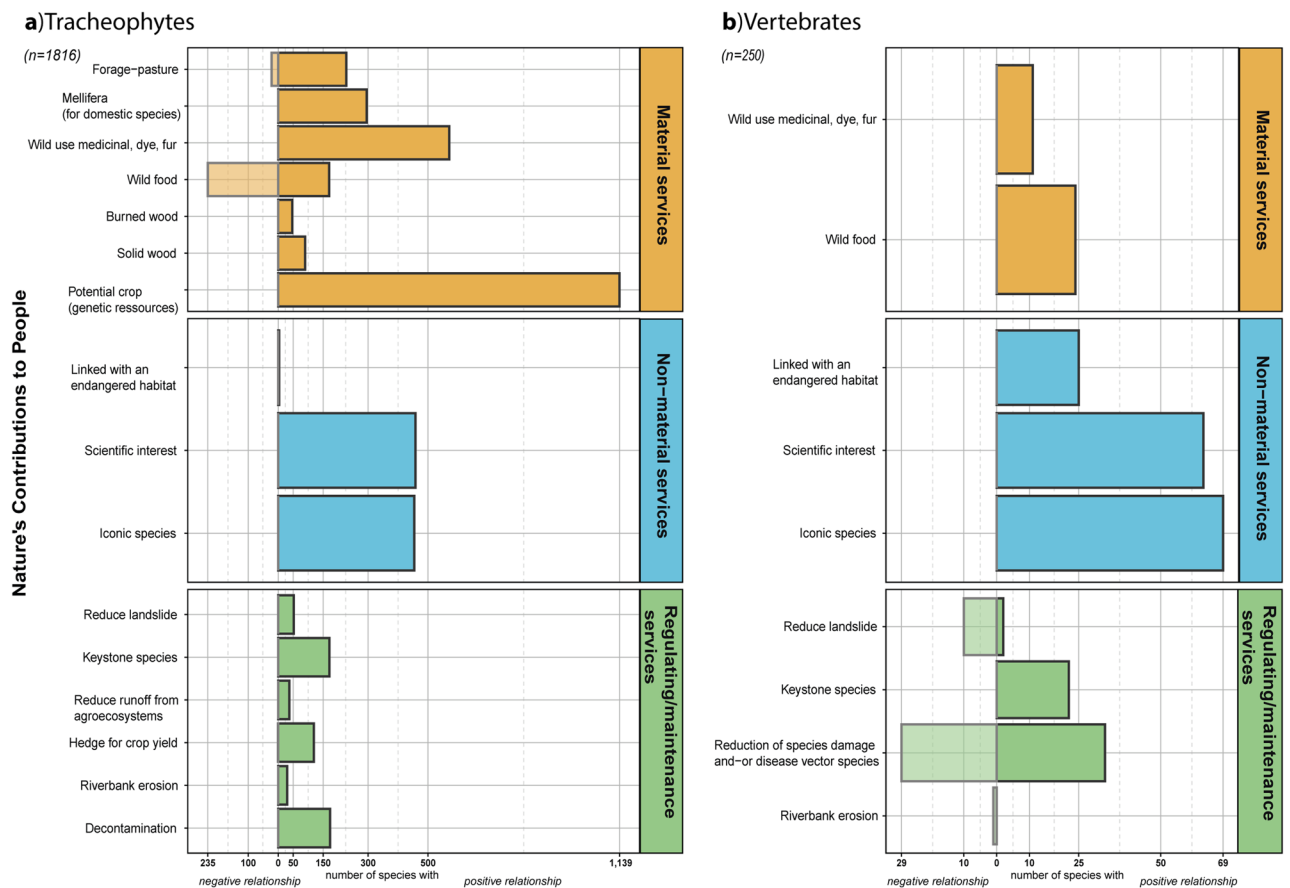 a)Tracheophytes
(n=1816)
Nature's Contributions to People
Forage−pasture
Mellifera
(for domestic species)
Wild use medicinal, dye, fur
Wild food
Burned wood
Solid wood
Potential crop
(genetic ressources)
Material services
Linked with an
endangered habitat
Scientific interest
Iconic species
Non−material services
Reduce landslide
Keystone species
Reduce runoff from
agroecosystems
Hedge for crop yield
Riverbank erosion
Decontamination
Regulating/maintenance
services
235 100 0 50 150 300 500 1,139
negative relationship number of species with positive relationship
b)Vertebrates
(n=250)
Wild use medicinal, dye, fur
Wild food
Material services
Linked with an
endangered habitat
Scientific interest
Iconic species
Non−material services
Reduce landslide
Keystone species
Reduction of species damage
and−or disease vector species
Riverbank erosion
Regulating/maintenance
services
29 10 0 10 25 50 69
negative relationship number of species with positive relationship